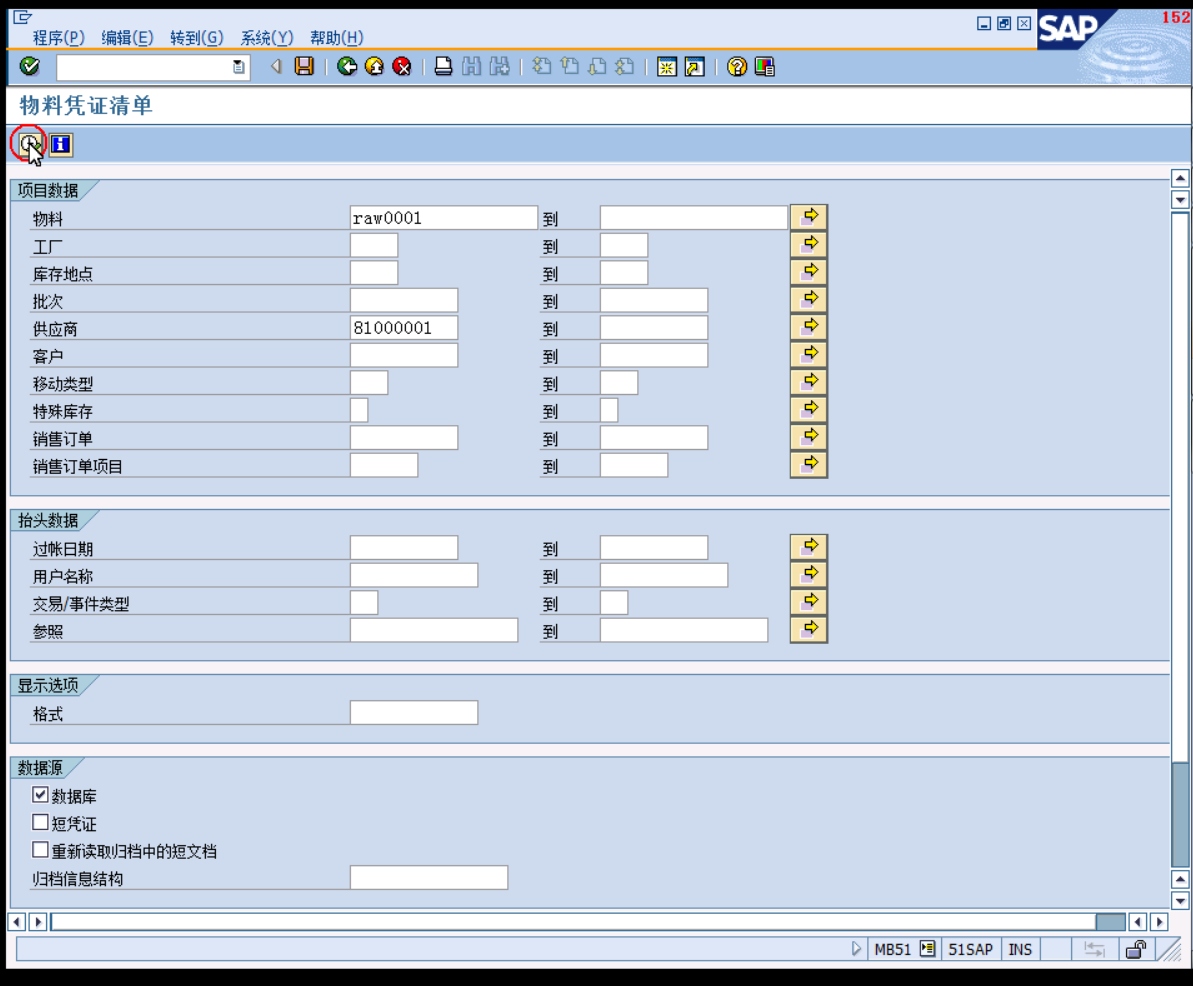 152
程序(P) 编辑(E) 转到(G) 系统(Y) 帮助(H)
SAP
物料凭证清单
项目数据
物料 raw0001 到
工厂 到
库存地点 到
批次 到
供应商 81000001 到
客户 到
移动类型 到
特殊库存 到
销售订单 到
销售订单项目 到
抬头数据
过帐日期 到
用户名称 到
交易/事件类型 到
参照 到
显示选项
格式
数据源
数据库
短凭证
重新读取归档中的短文档
归档信息结构
MB51 51SAP INS